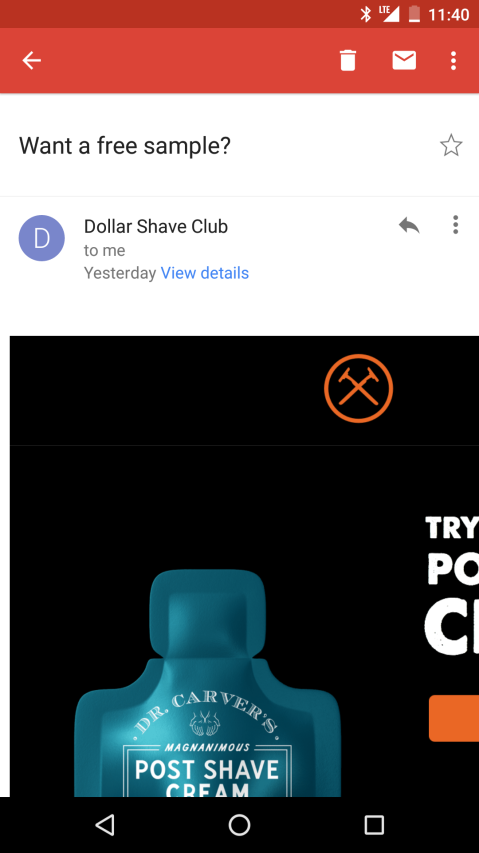 LTE 11:40
Want a free sample?
D
Dollar Shave Club
to me
Yesterday View details
TRY
PO
DR. CARVER'S
MAGNANIMOUS
POST SHAVE
CREAM